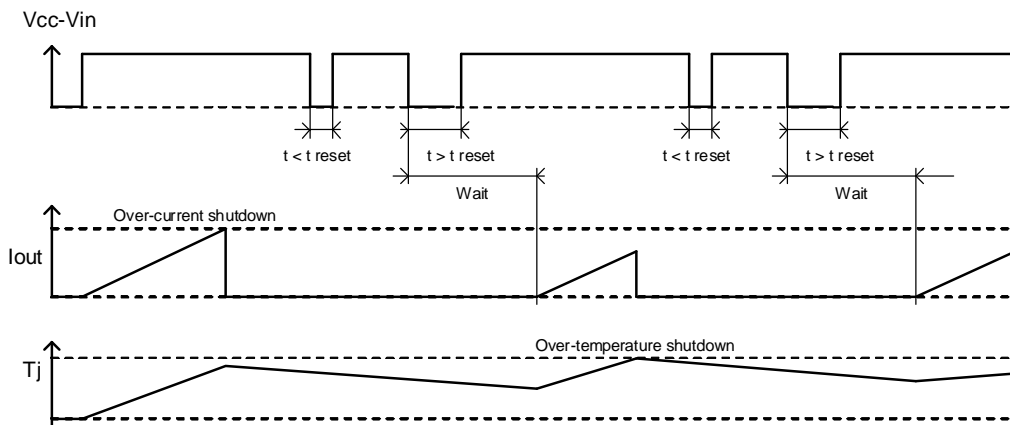 Vcc-Vin
t < t reset
t > t reset
t < t reset
t > t reset
Wait
Wait
Over-current shutdown
Iout
Over-temperature shutdown
Tj